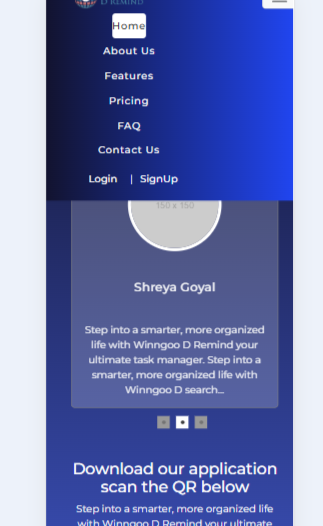 D REMIND
Home
About Us
Features
Pricing
FAQ
Contact Us
Login | SignUp
150 x 150
Shreya Goyal
Step into a smarter, more organized
life with Winngoo D Remind your
ultimate task manager. Step into a
smarter, more organized life with
Winngoo D search...
Download our application
scan the QR below
Step into a smarter, more organized life
with Winngoo D Remind your ultimate